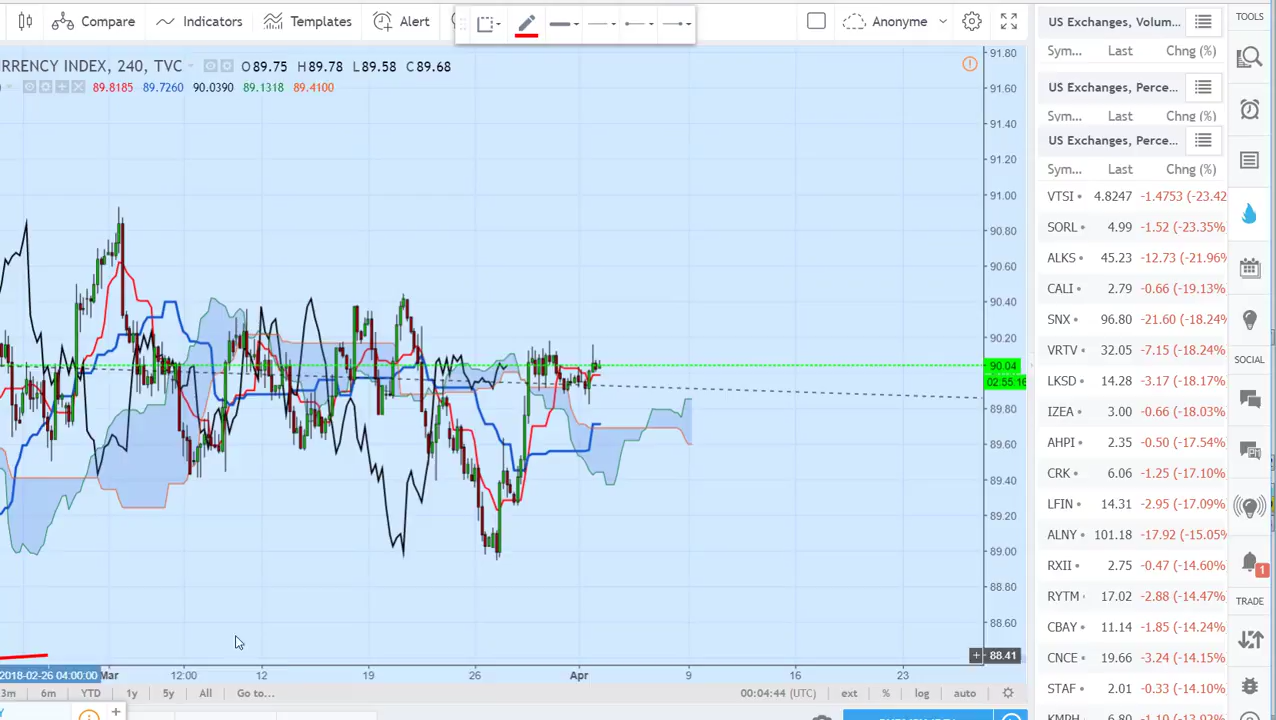 Compare Indicators Templates Alert Anonyme
RRENCY INDEX, 240, TVC O89.75 H89.78 L89.58 C89.68
89.8185 89.7260 90.0390 89.1318 89.4100
91.80
91.60
91.40
91.20
91.00
90.80
90.60
90.40
90.20
90.04
02:55:16
89.80
89.60
89.40
89.20
89.00
88.80
88.60
+ 88.41
2018-02-26 04:00:00 Mar 12:00 12 19 26 Apr 9 16 23
3m 6m YTD 1y 5y All Go to... 00:04:44 (UTC) ext % log auto
US Exchanges, Volum...
Sym... Last Chng (%)
US Exchanges, Perce...
Sym... Last Chng (%)
US Exchanges, Perce...
Sym... Last Chng (%)
VTSI 4.8247 -1.4753 (-23.42
SORL 4.99 -1.52 (-23.35%)
ALKS 45.23 -12.73 (-21.96%
CALI 2.79 -0.66 (-19.13%)
SNX 96.80 -21.60 (-18.24%
VRTV 32.05 -7.15 (-18.24%)
LKSD 14.28 -3.17 (-18.17%)
IZEA 3.00 -0.66 (-18.03%)
AHPI 2.35 -0.50 (-17.54%)
CRK 6.06 -1.25 (-17.10%)
LFIN 14.31 -2.95 (-17.09%)
ALNY 101.18 -17.92 (-15.05%
RXII 2.75 -0.47 (-14.60%)
RYTM 17.02 -2.88 (-14.47%)
CBAY 11.14 -1.85 (-14.24%)
CNCE 19.66 -3.24 (-14.15%)
STAF 2.01 -0.33 (-14.10%)
TOOLS
SOCIAL
1
TRADE